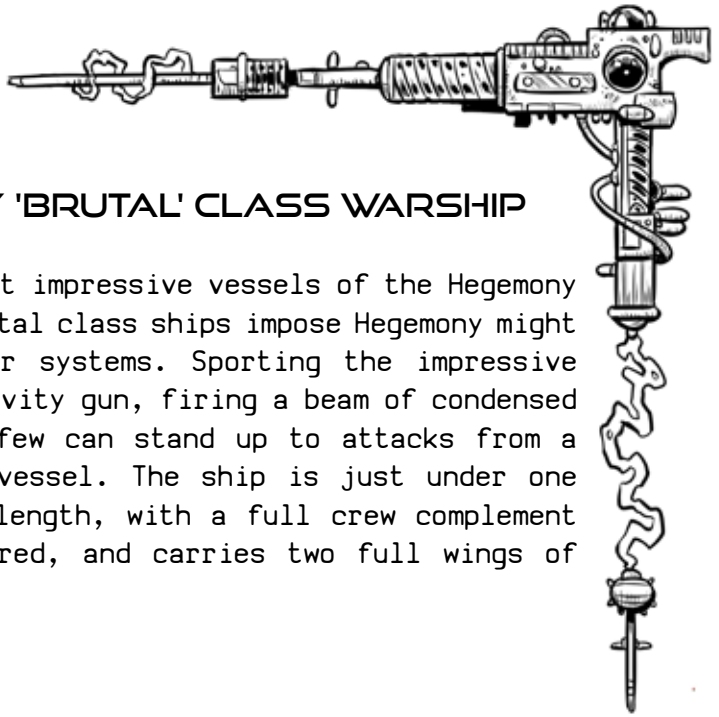 'BRUTAL' CLASS WARSHIP
t impressive vessels of the Hegemony
tal class ships impose Hegemony might
r systems. Sporting the impressive
vity gun, firing a beam of condensed
few can stand up to attacks from a
vessel. The ship is just under one
length, with a full crew complement
red, and carries two full wings of